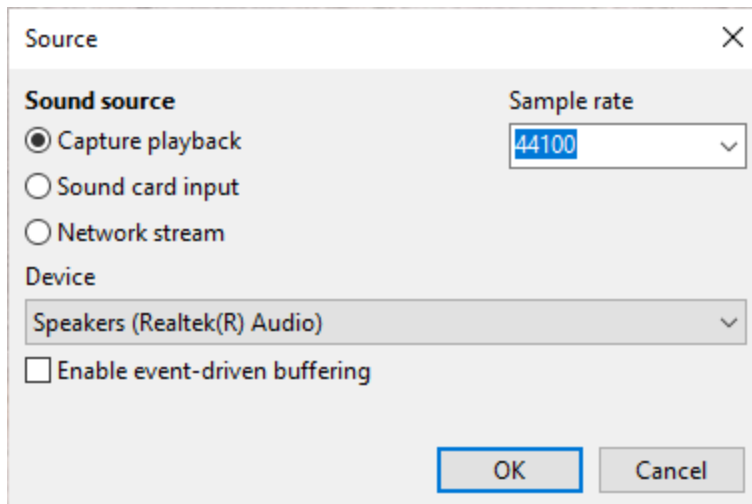 Source
Sound source
Sample rate
Capture playback
44100
Sound card input
Network stream
Device
Speakers (Realtek(R) Audio)
Enable event-driven buffering
OK
Cancel